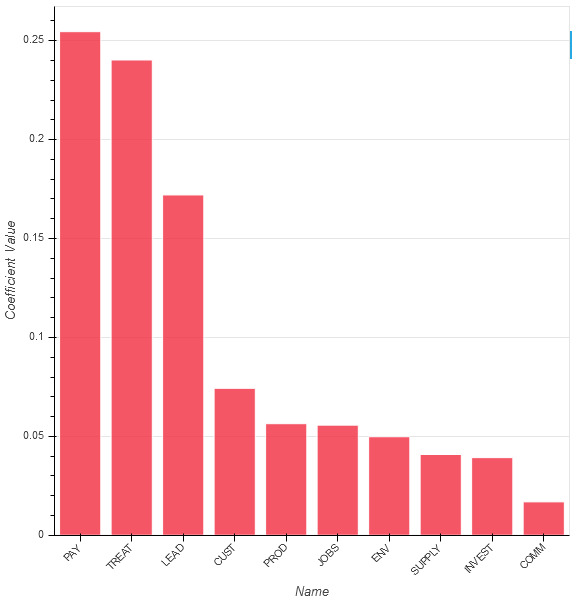 0.25
0.2
0.15
0.1
0.05
0
Coefficient Value
PAY
TREAT
LEAD
CUST
PROD
JOBS
ENV
SUPPLY
INVEST
COMM
Name